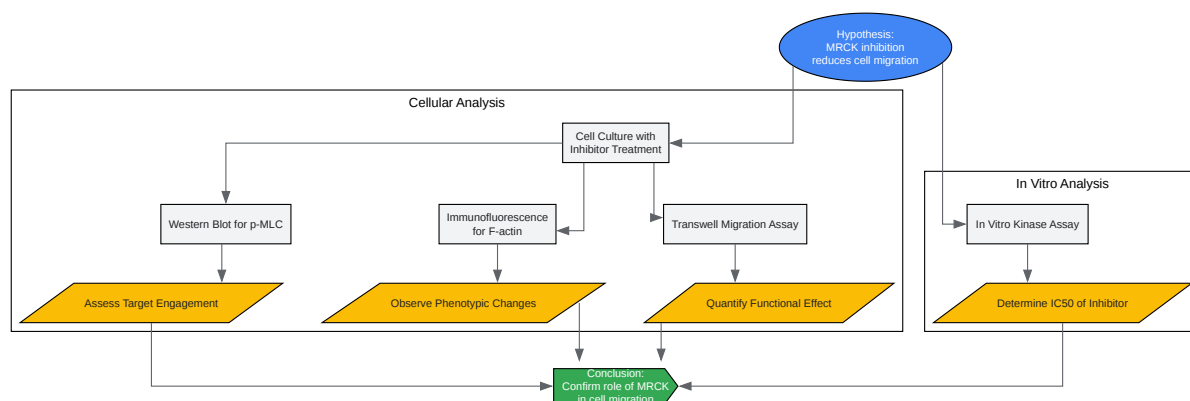 Hypothesis:
MRCK inhibition
reduces cell migration
Cellular Analysis
Cell Culture with
Inhibitor Treatment
In Vitro Analysis
Western Blot for p-MLC
Immunofluorescence
for F-actin
Transwell Migration Assay
In Vitro Kinase Assay
Assess Target Engagement
Observe Phenotypic Changes
Quantify Functional Effect
Determine IC50 of Inhibitor
Conclusion:
Confirm role of MRCK
in cell migration